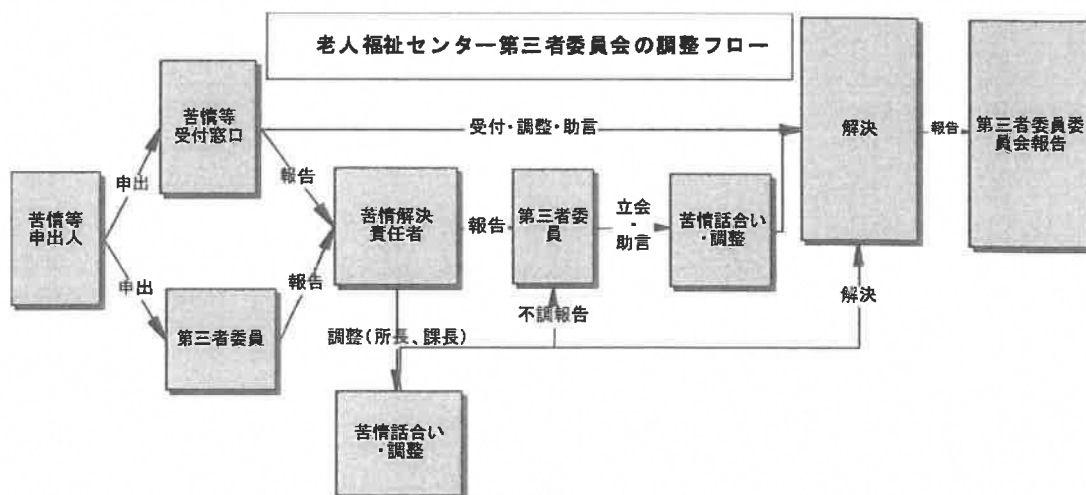 老人福祉センター第三者委員会の調整フロー
苦情等
受付窓口
受付・調整・助言
解決
報告
第三者委員委
員会報告
申出
報告
苦情等
申出人
苦情解決
責任者
報告
第三者委
員
立会
・
助言
苦情話合い
・調整
申出
報告
第三者委員
不調報告
解決
調整(所長、課長)
苦情話合い
・調整